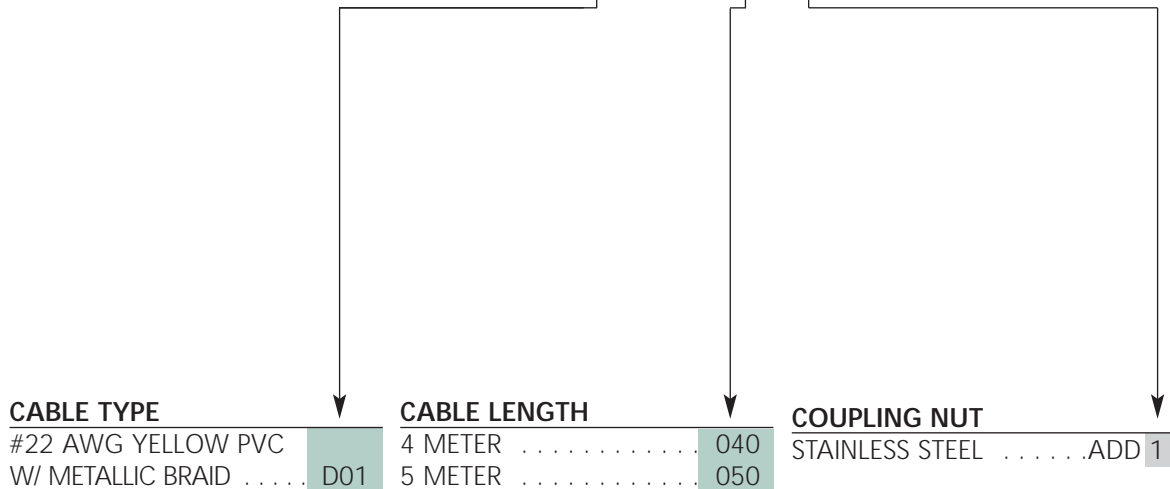 CABLE TYPE
#22 AWG YELLOW PVC
W/ METALLIC BRAID . . . . . D01
CABLE LENGTH
4 METER . . . . . . . . . . . . 040
5 METER . . . . . . . . . . . . 050
COUPLING NUT
STAINLESS STEEL . . . . . .ADD 1